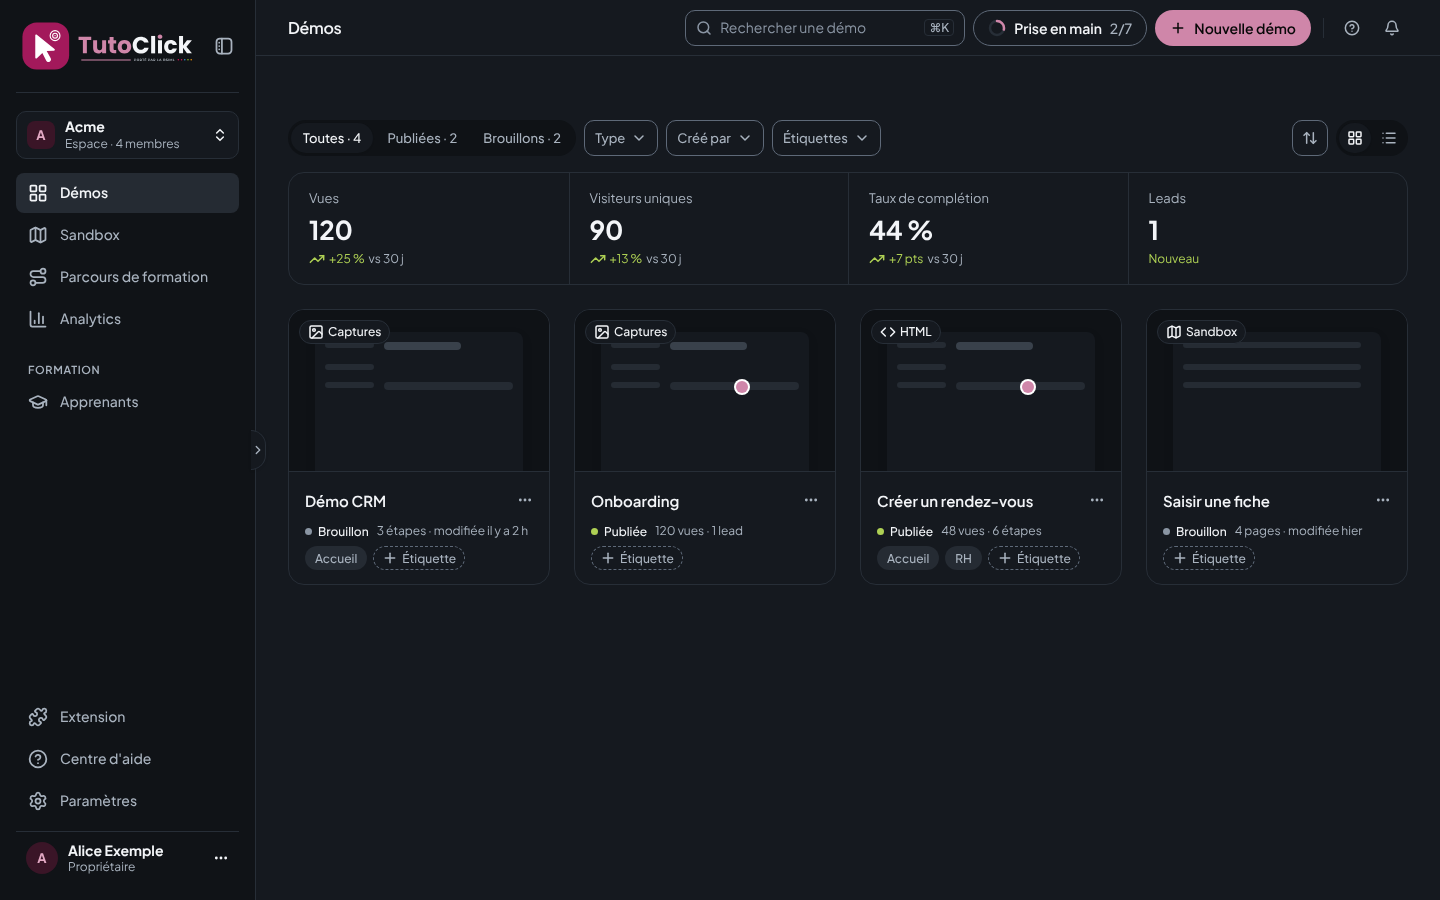 TutoClick
Démos
Rechercher une démo
⌘K
Prise en main 2/7
+ Nouvelle démo
A
Acme
Espace · 4 membres
Démos
Sandbox
Parcours de formation
Analytics
FORMATION
Apprenants
Extension
Centre d'aide
Paramètres
A
Alice Exemple
Propriétaire
Toutes · 4
Publiées · 2
Brouillons · 2
Type
Créé par
Étiquettes
Vues
120
+25 % vs 30 j
Visiteurs uniques
90
+13 % vs 30 j
Taux de complétion
44 %
+7 pts vs 30 j
Leads
1
Nouveau
Captures
Démo CRM
Brouillon 3 étapes · modifiée il y a 2 h
Accueil + Étiquette
Captures
Onboarding
Publiée 120 vues · 1 lead
+ Étiquette
HTML
Créer un rendez-vous
Publiée 48 vues · 6 étapes
Accueil RH + Étiquette
Sandbox
Saisir une fiche
Brouillon 4 pages · modifiée hier
+ Étiquette